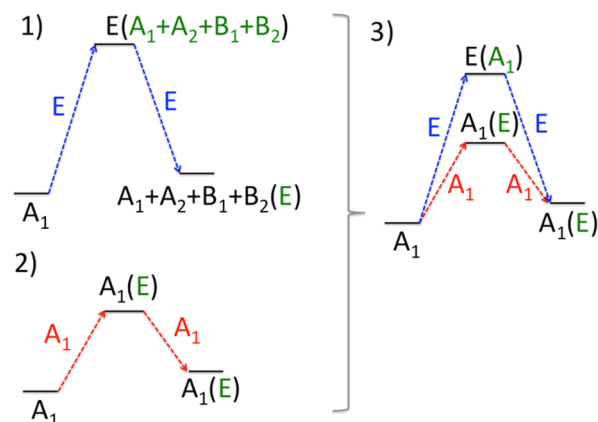 1)
E(A₁+A₂+B₁+B₂)
E
E
A₁
A₁+A₂+B₁+B₂(E)
2)
A₁(E)
A₁
A₁
A₁
A₁(E)
3)
E(A₁)
E
A₁(E)
E
A₁
A₁
A₁
A₁(E)